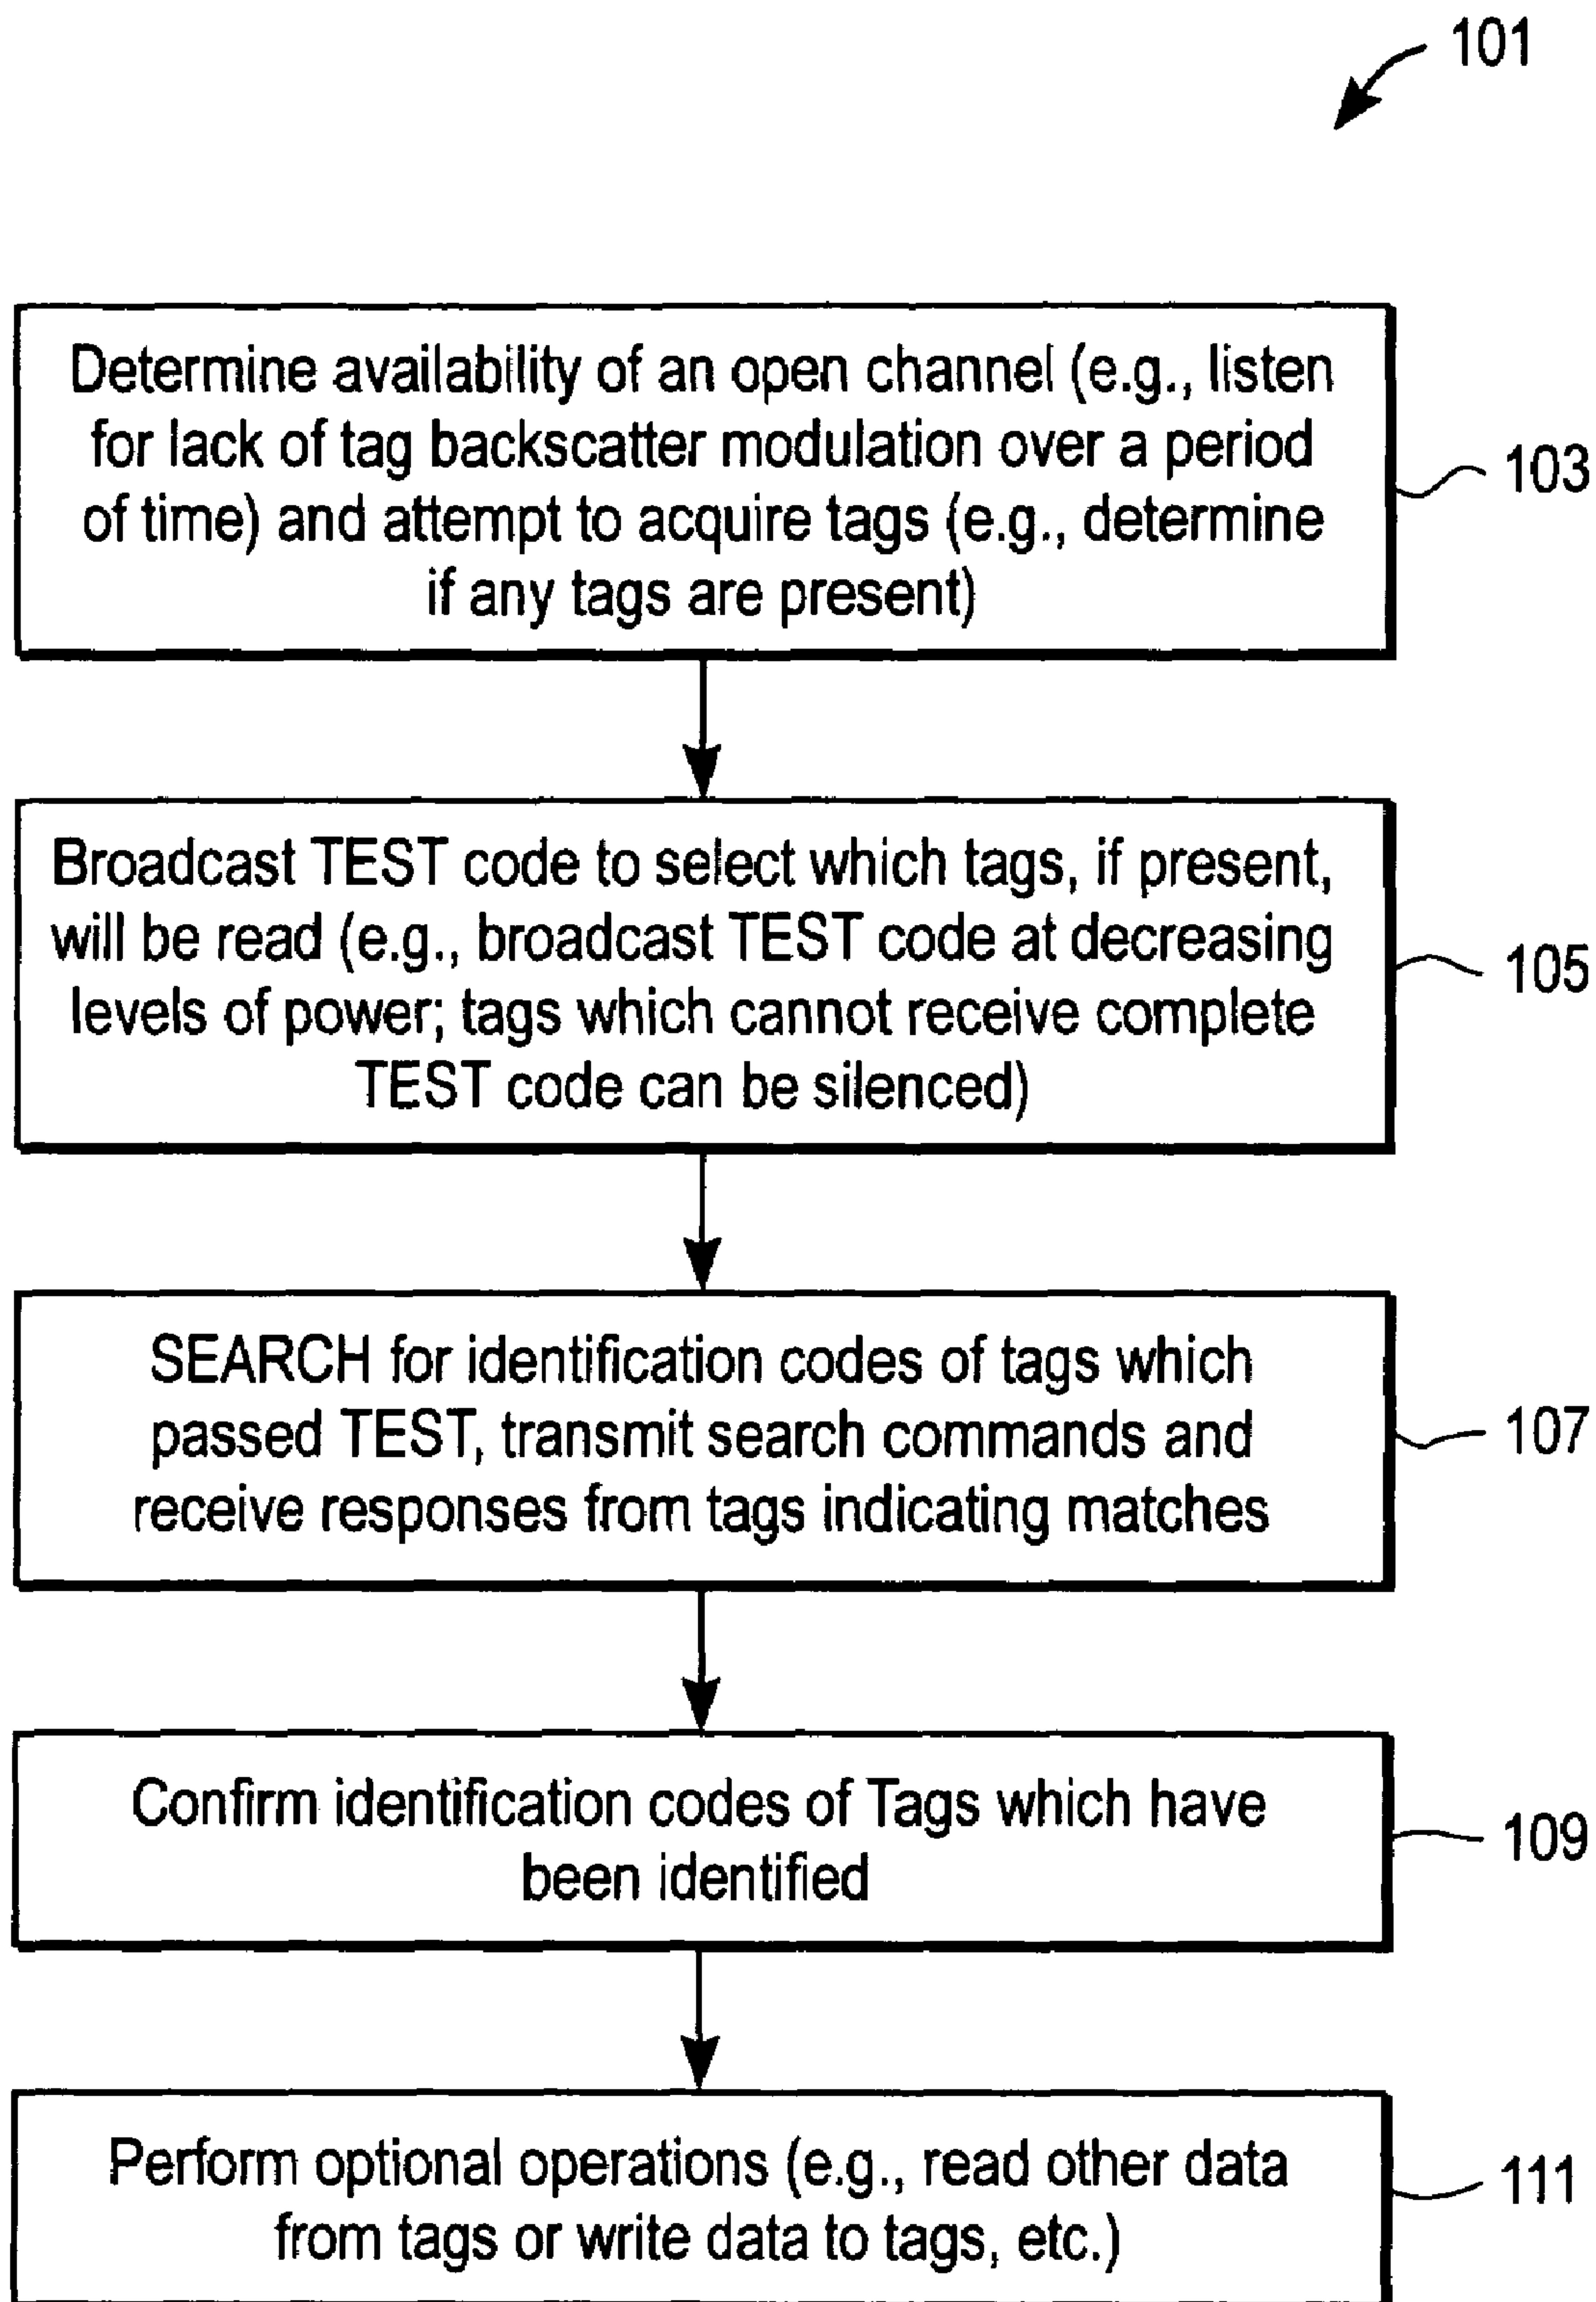 101
Determine availability of an open channel (e.g., listen
for lack of tag backscatter modulation over a period
of time) and attempt to acquire tags (e.g., determine
if any tags are present)
103
Broadcast TEST code to select which tags, if present,
will be read (e.g., broadcast TEST code at decreasing
levels of power; tags which cannot receive complete
TEST code can be silenced)
105
SEARCH for identification codes of tags which
passed TEST, transmit search commands and
receive responses from tags indicating matches
107
Confirm identification codes of Tags which have
been identified
109
Perform optional operations (e.g., read other data
from tags or write data to tags, etc.)
111